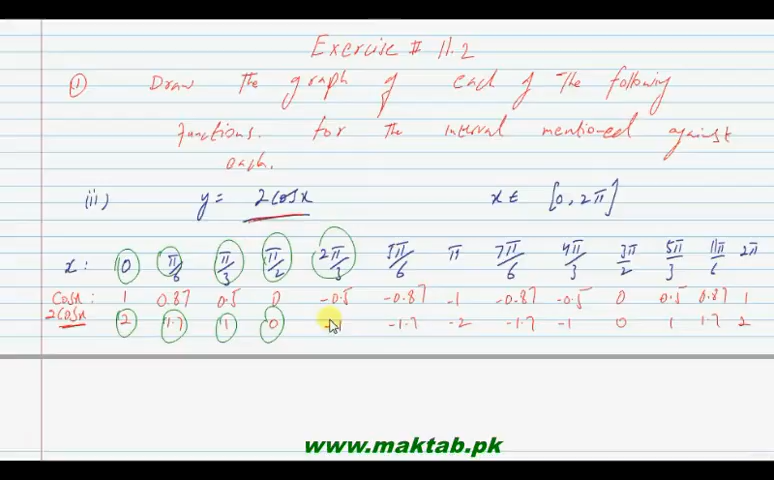 Exercise # 11.2
① Draw the graph of each of the following
functions. for the interval mentioned against
each.
(ii) y = 2cosx x ∈ [0, 2π]
x: 0 π/6 π/3 π/2 2π/3 5π/6 π 7π/6 4π/3 3π/2 5π/3 11π/6 2π
cosx: 1 0.87 0.5 0 -0.5 -0.87 -1 -0.87 -0.5 0 0.5 0.87 1
2cosx 2 1.7 1 0 -1.7 -2 -1.7 -1 0 1 1.7 2
www.maktab.pk